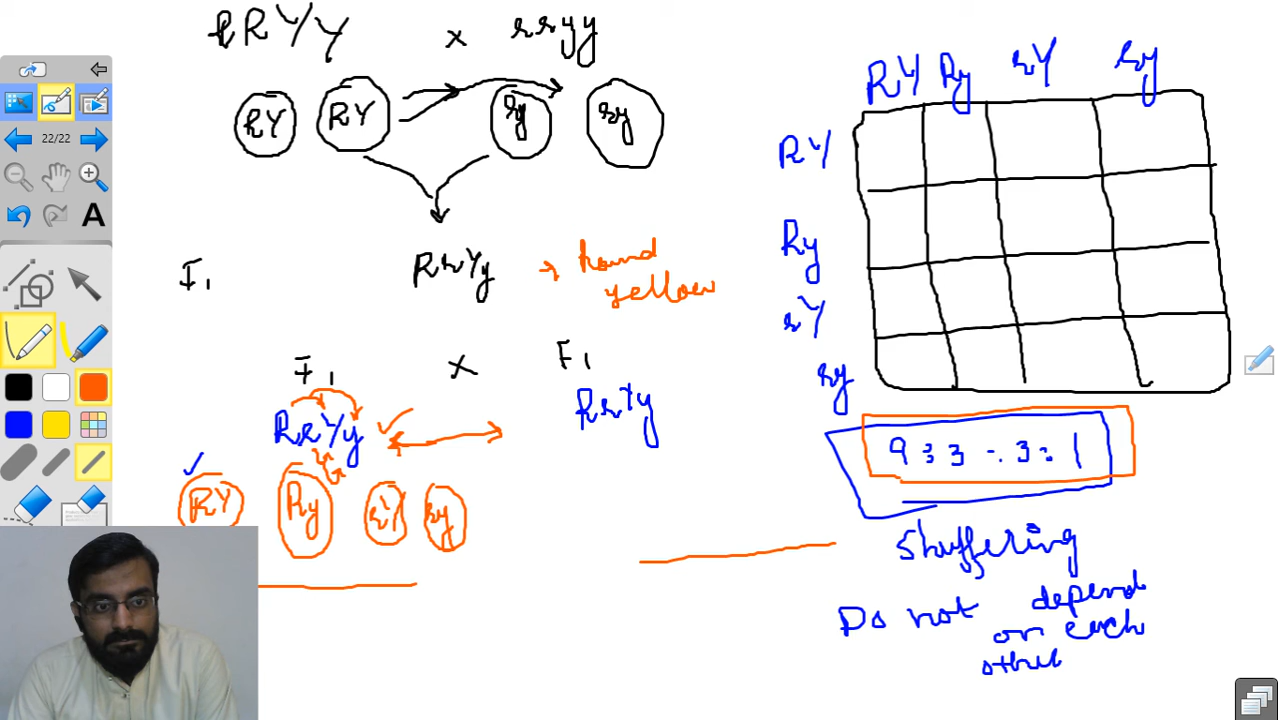 RRYY x rryy
RY RY ry ry
F1 RrYy → Round
yellow
F1 x F1
RrYy RrYy
RY Ry rY ry
RY Ry rY ry
RY
Ry
rY
ry
9:3:3:1
Shuffering
Do not depend
on each
other
22/22
A